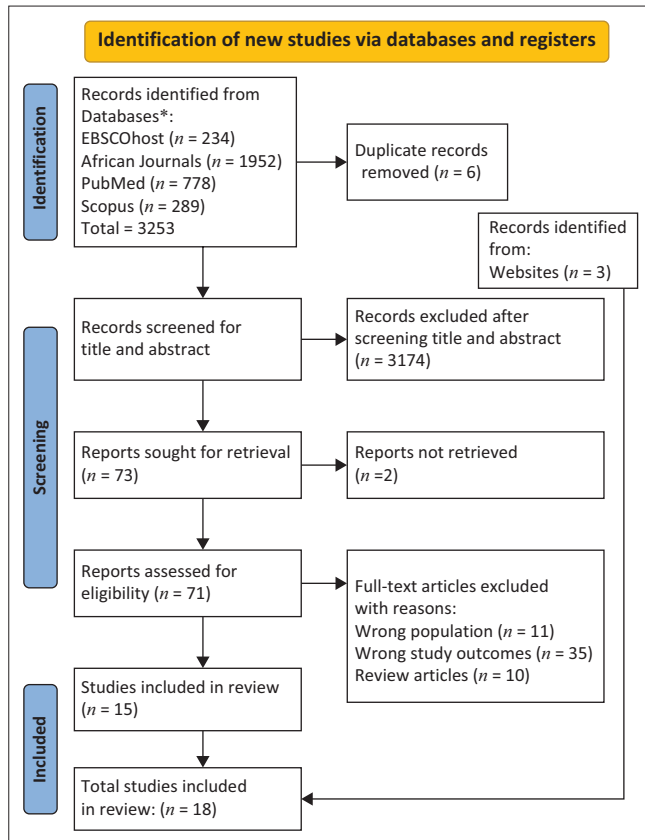 Identification of new studies via databases and registers
Identification
Records identified from
Databases*:
EBSCOhost (n = 234)
African Journals (n = 1952)
PubMed (n = 778)
Scopus (n = 289)
Total = 3253
Duplicate records
removed (n = 6)
Records identified
from:
Websites (n = 3)
Screening
Records screened for
title and abstract
Records excluded after
screening title and abstract
(n = 3174)
Reports sought for retrieval
(n = 73)
Reports not retrieved
(n =2)
Reports assessed for
eligibility (n = 71)
Full-text articles excluded
with reasons:
Wrong population (n = 11)
Wrong study outcomes (n = 35)
Review articles (n = 10)
Included
Studies included in review
(n = 15)
Total studies included
in review: (n = 18)